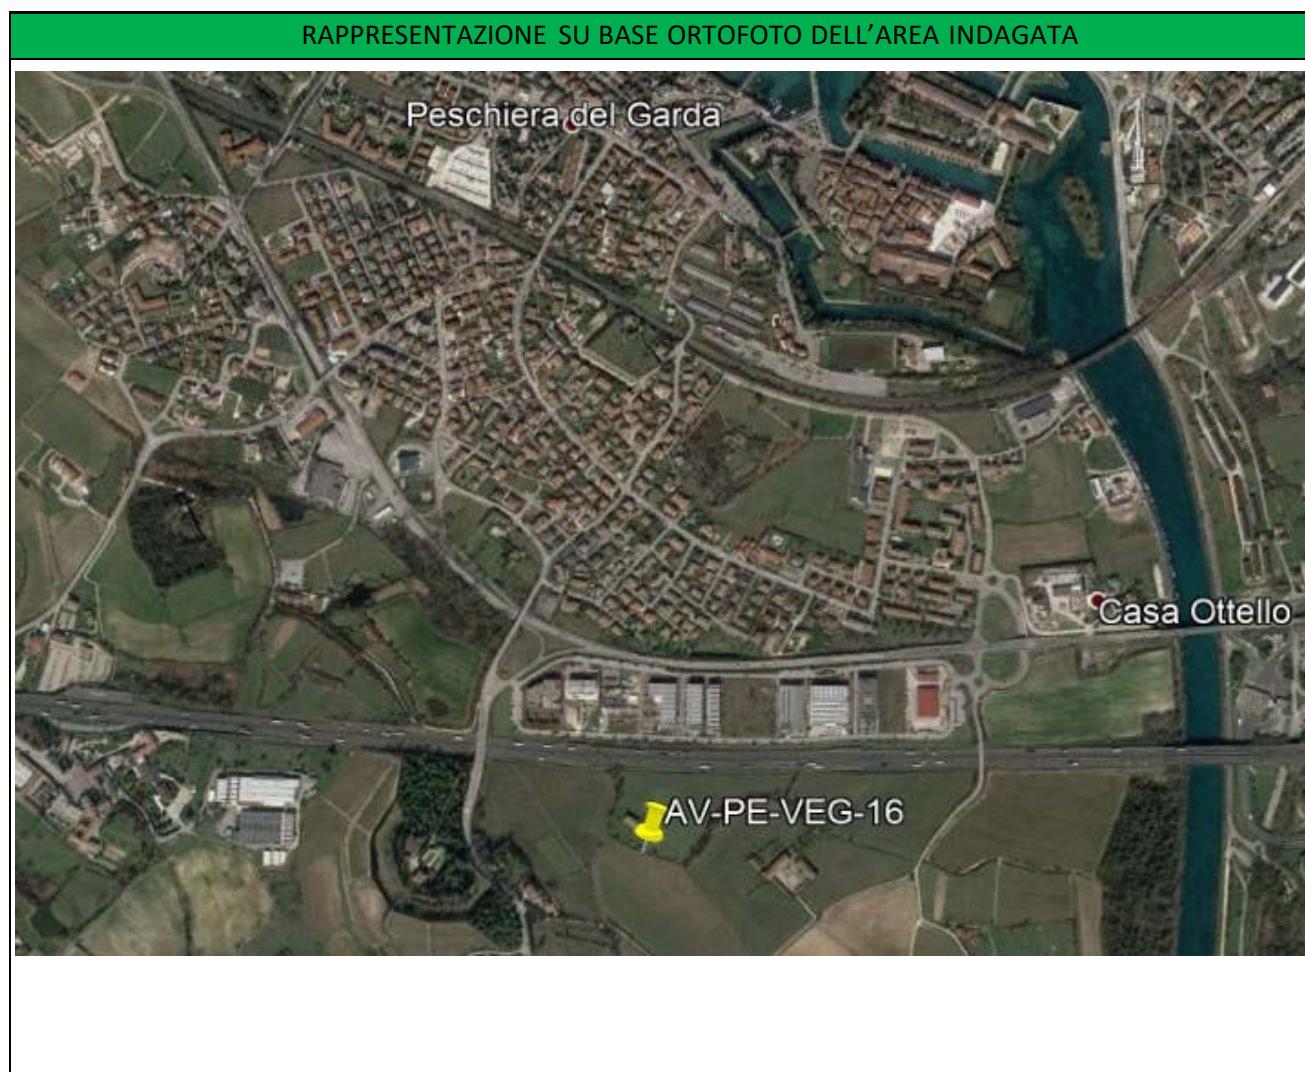 RAPPRESENTAZIONE SU BASE ORTOFOTO DELL’AREA INDAGATA
Peschiera del Garda
Casa Ottello
AV-PE-VEG-16